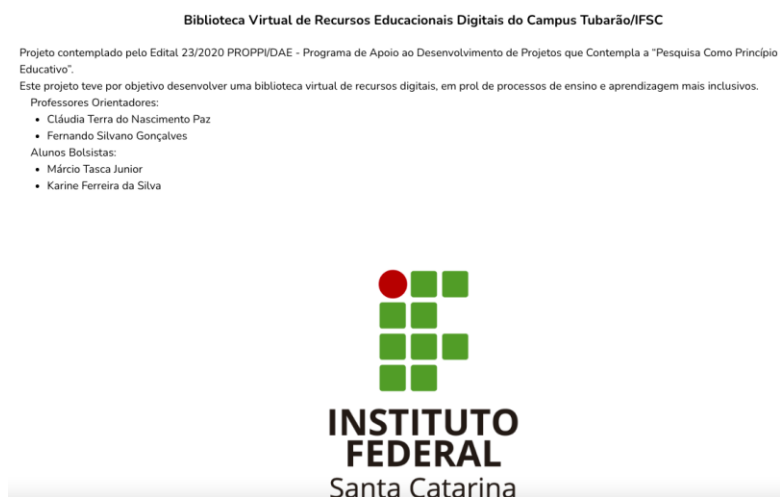 Biblioteca Virtual de Recursos Educacionais Digitais do Campus Tubarão/IFSC
Projeto contemplado pelo Edital 23/2020 PROPPI/DAE - Programa de Apoio ao Desenvolvimento de Projetos que Contempla a “Pesquisa Como Princípio
Educativo”.
Este projeto teve por objetivo desenvolver uma biblioteca virtual de recursos digitais, em prol de processos de ensino e aprendizagem mais inclusivos.
Professores Orientadores:
• Cláudia Terra do Nascimento Paz
• Fernando Silvano Gonçalves
Alunos Bolsistas:
• Márcio Tasca Junior
• Karine Ferreira da Silva
INSTITUTO
FEDERAL
Santa Catarina